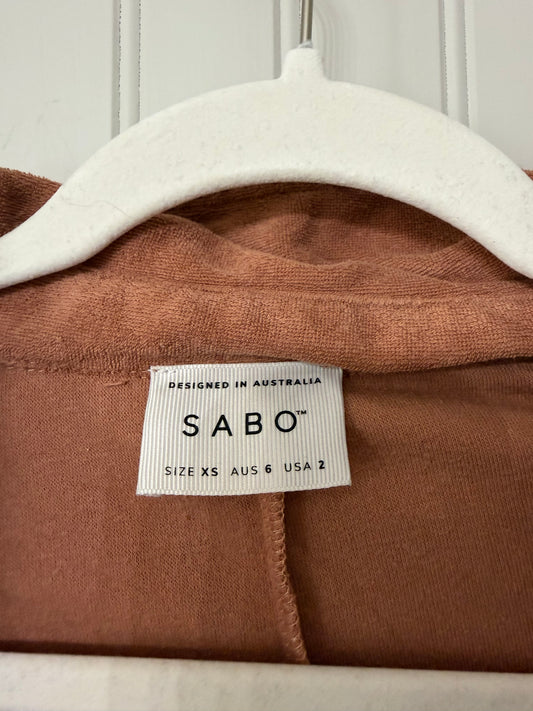 DESIGNED IN AUSTRALIA
SABO™
SIZE XS AUS 6 USA 2